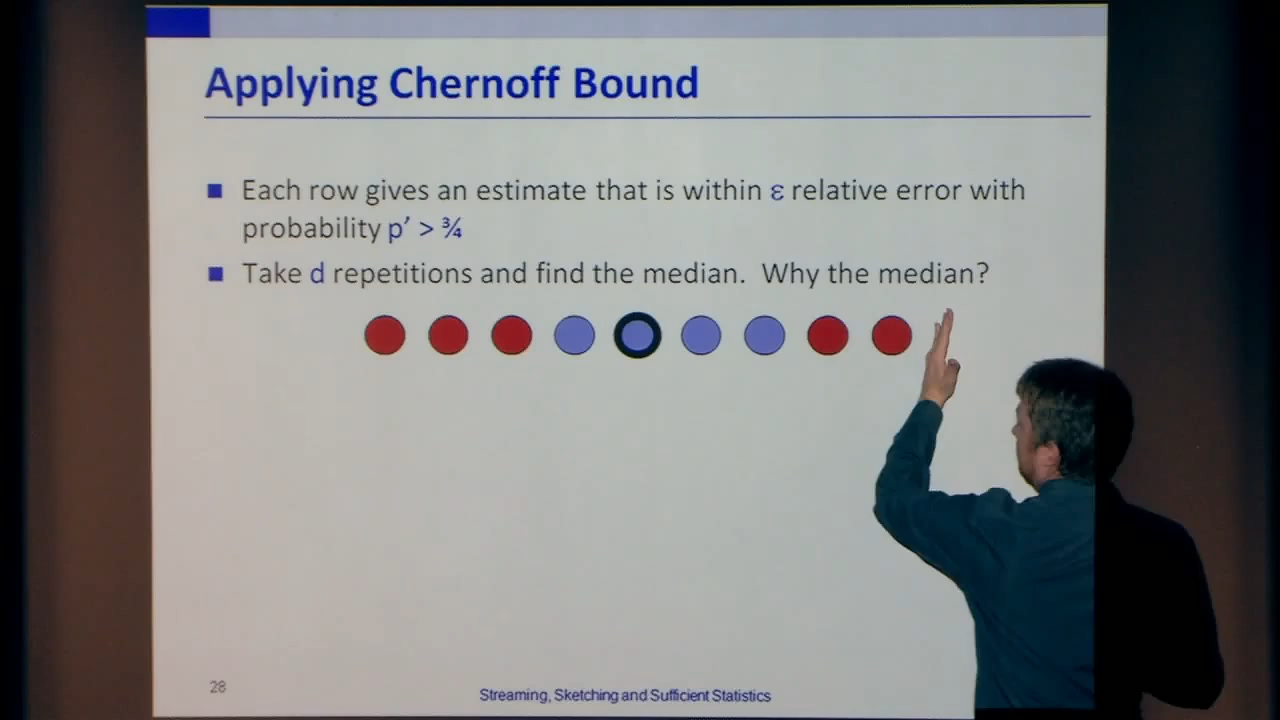 Applying Chernoff Bound
Each row gives an estimate that is within ε relative error with
probability p′ > ¾
Take d repetitions and find the median.  Why the median?
28
Streaming, Sketching and Sufficient Statistics